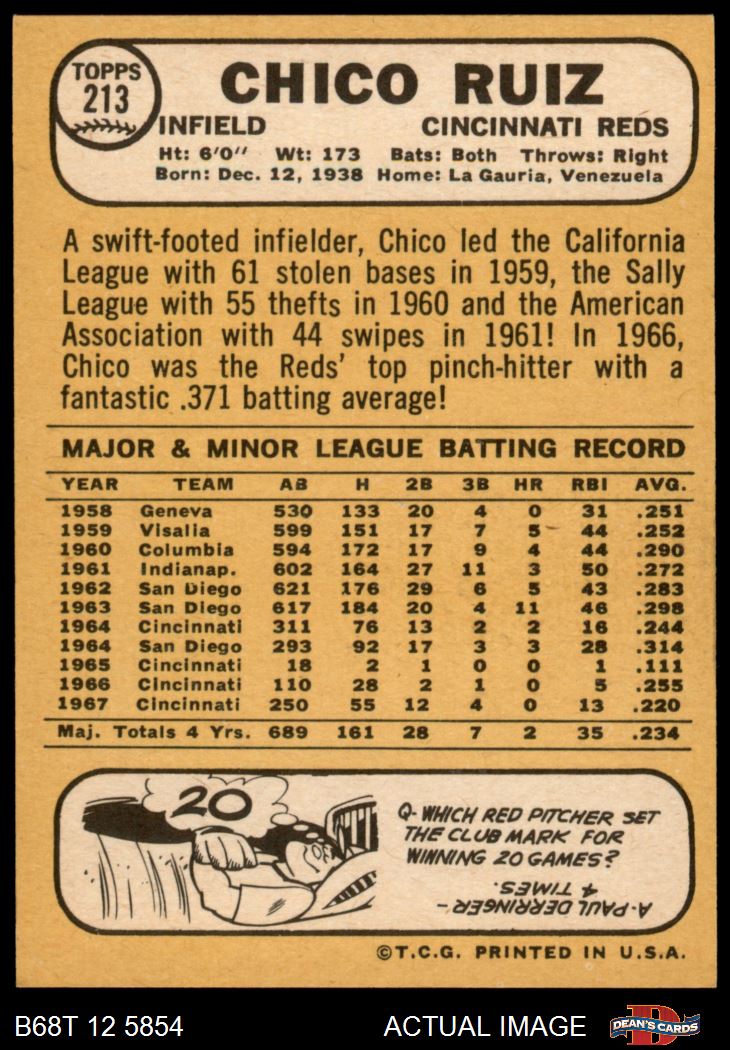 TOPPS
213
CHICO RUIZ
INFIELD CINCINNATI REDS
Ht: 6'0" Wt: 173 Bats: Both Throws: Right
Born: Dec. 12, 1938 Home: La Gauria, Venezuela
A swift-footed infielder, Chico led the California
League with 61 stolen bases in 1959, the Sally
League with 55 thefts in 1960 and the American
Association with 44 swipes in 1961! In 1966,
Chico was the Reds' top pinch-hitter with a
fantastic .371 batting average!
MAJOR & MINOR LEAGUE BATTING RECORD
YEAR TEAM AB H 2B 3B HR RBI AVG.
1958 Geneva 530 133 20 4 0 31 .251
1959 Visalia 599 151 17 7 5 44 .252
1960 Columbia 594 172 17 9 4 44 .290
1961 Indianap. 602 164 27 11 3 50 .272
1962 San Diego 621 176 29 6 5 43 .283
1963 San Diego 617 184 20 4 11 46 .298
1964 Cincinnati 311 76 13 2 2 16 .244
1964 San Diego 293 92 17 3 3 28 .314
1965 Cincinnati 18 2 1 0 0 1 .111
1966 Cincinnati 110 28 2 1 0 5 .255
1967 Cincinnati 250 55 12 4 0 13 .220
Maj. Totals 4 Yrs. 689 161 28 7 2 35 .234
20
Q- WHICH RED PITCHER SET
THE CLUB MARK FOR
WINNING 20 GAMES?
A- PAUL DERRINGER -
4 TIMES.
©T.C.G. PRINTED IN U.S.A.
B68T 12 5854 ACTUAL IMAGE
DEAN'S CARDS